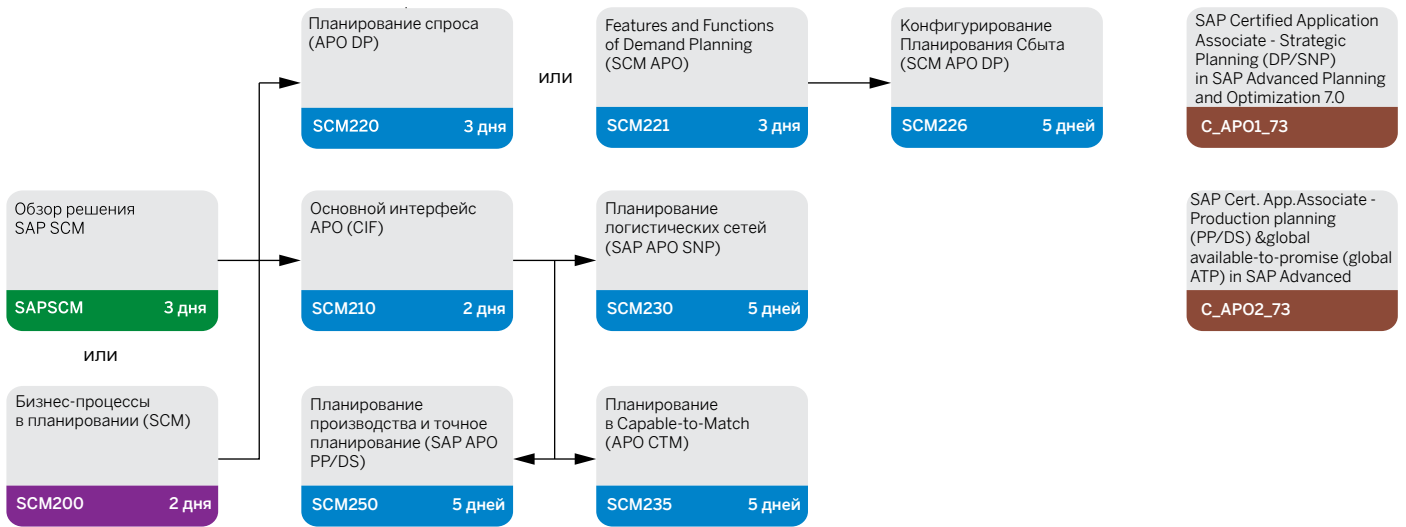 Планирование спроса
(APO DP)
SCM220 3 дня
или
Features and Functions
of Demand Planning
(SCM APO)
SCM221 3 дня
Конфигурирование
Планирования Сбыта
(SCM APO DP)
SCM226 5 дней
SAP Certified Application
Associate - Strategic
Planning (DP/SNP)
in SAP Advanced Planning
and Optimization 7.0
C_APO1_73
Обзор решения
SAP SCM
SAPSCM 3 дня
Основной интерфейс
APO (CIF)
SCM210 2 дня
Планирование
логистических сетей
(SAP APO SNP)
SCM230 5 дней
SAP Cert. App.Associate -
Production planning
(PP/DS) &global
available-to-promise (global
ATP) in SAP Advanced
C_APO2_73
или
Бизнес-процессы
в планировании (SCM)
SCM200 2 дня
Планирование
производства и точное
планирование (SAP APO
PP/DS)
SCM250 5 дней
Планирование
в Capable-to-Match
(APO CTM)
SCM235 5 дней